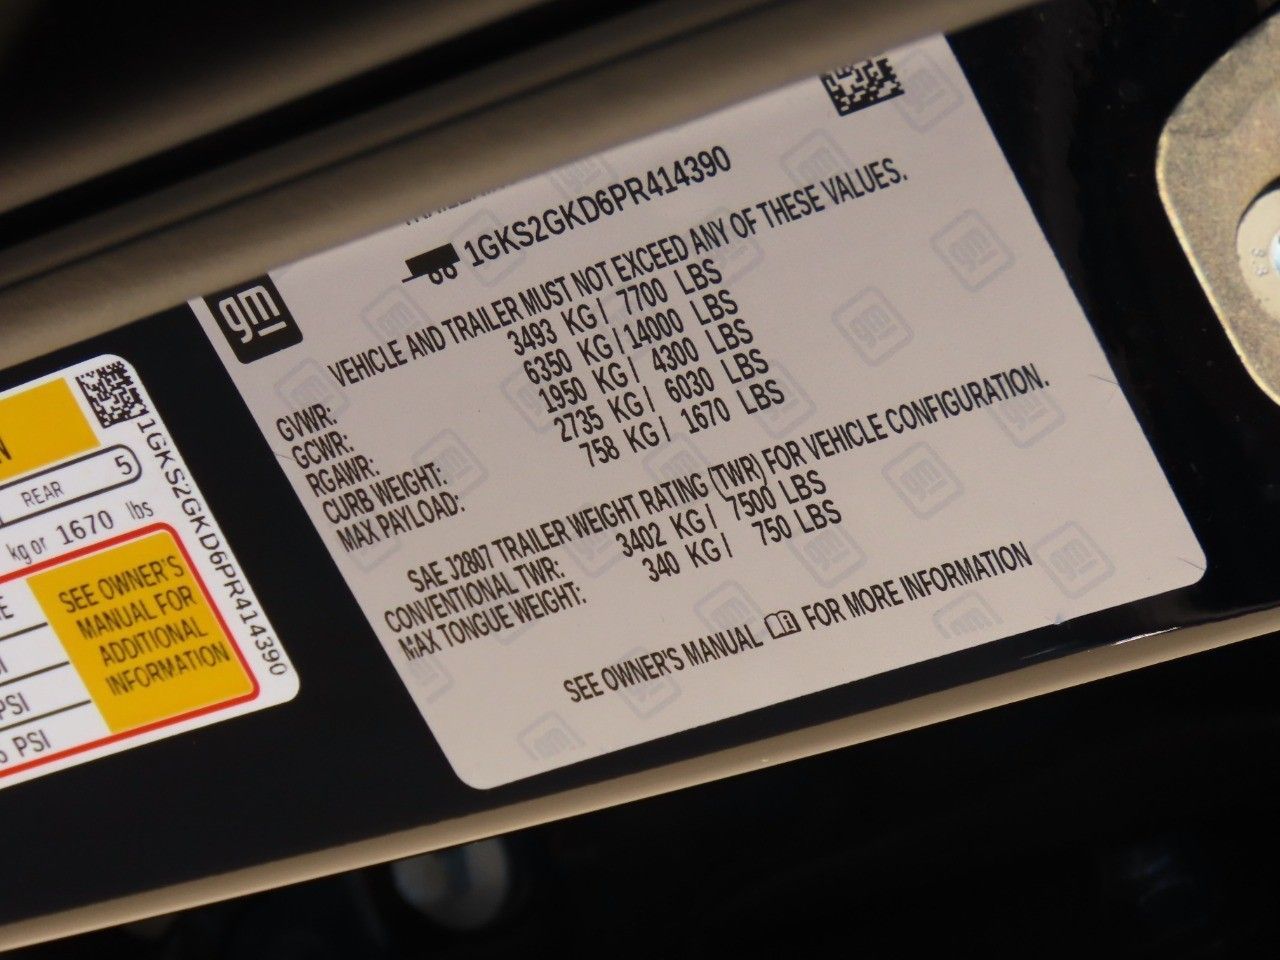 gm
1GKS2GKD6PR414390
VEHICLE AND TRAILER MUST NOT EXCEED ANY OF THESE VALUES.
GVWR: 3493 KG / 7700 LBS
GCWR: 6350 KG / 14000 LBS
RGAWR: 1950 KG / 4300 LBS
CURB WEIGHT: 2735 KG / 6030 LBS
MAX PAYLOAD: 758 KG / 1670 LBS
SAE J2807 TRAILER WEIGHT RATING (TWR) FOR VEHICLE CONFIGURATION.
CONVENTIONAL TWR: 3402 KG / 7500 LBS
MAX TONGUE WEIGHT: 340 KG / 750 LBS
SEE OWNER'S MANUAL FOR MORE INFORMATION
REAR 5
kg or 1670 lbs
SEE OWNER'S
MANUAL FOR
ADDITIONAL
INFORMATION
PSI
PSI
1GKS2GKD6PR414390